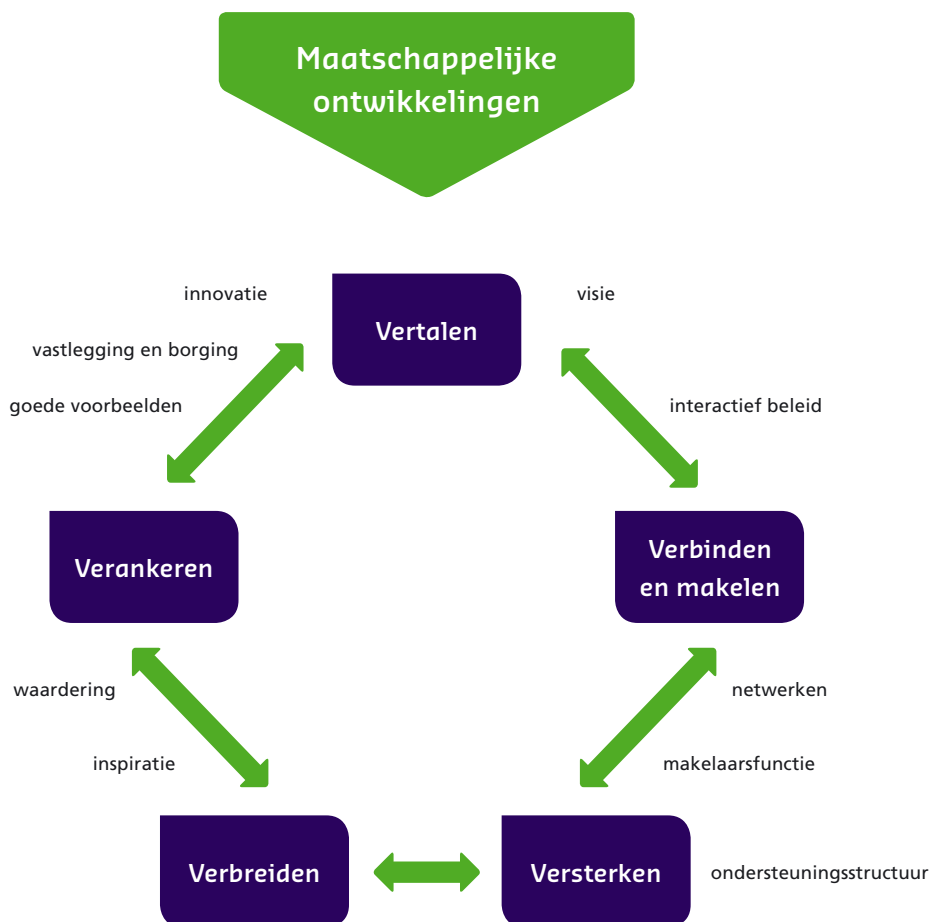 Maatschappelijke
ontwikkelingen
innovatie
visie
Vertalen
vastlegging en borging
goede voorbeelden
interactief beleid
Verankeren
Verbinden
en makelen
waardering
netwerken
inspiratie
makelaarsfunctie
Verbreiden
Versterken
ondersteuningsstructuur